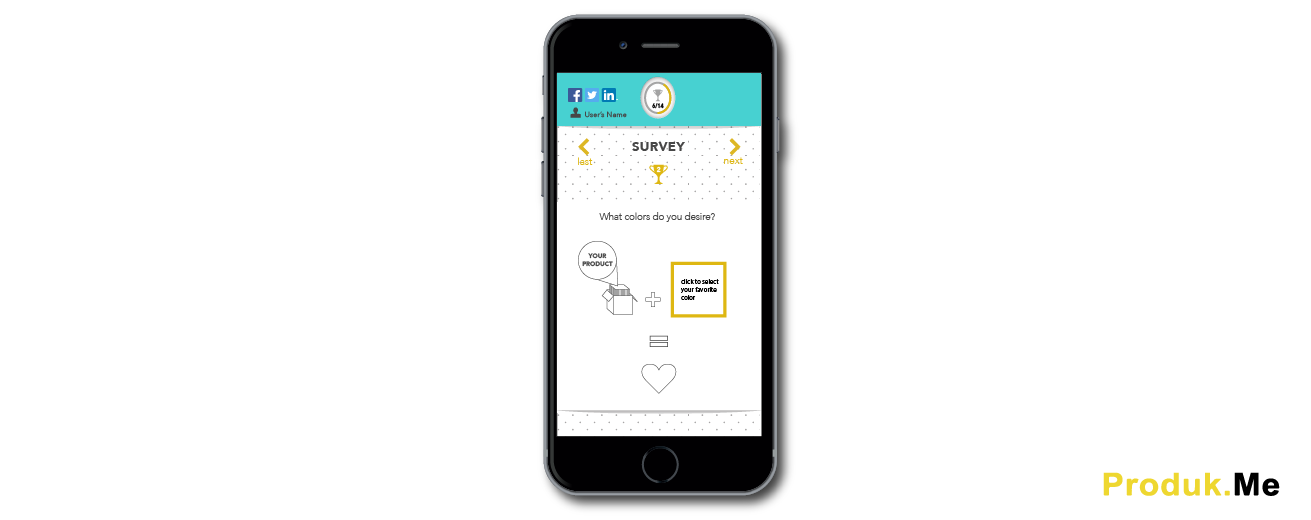 6/14
User's Name
SURVEY
last
next
2
What colors do you desire?
YOUR
PRODUCT
click to select
your favorite
color
Produk.Me